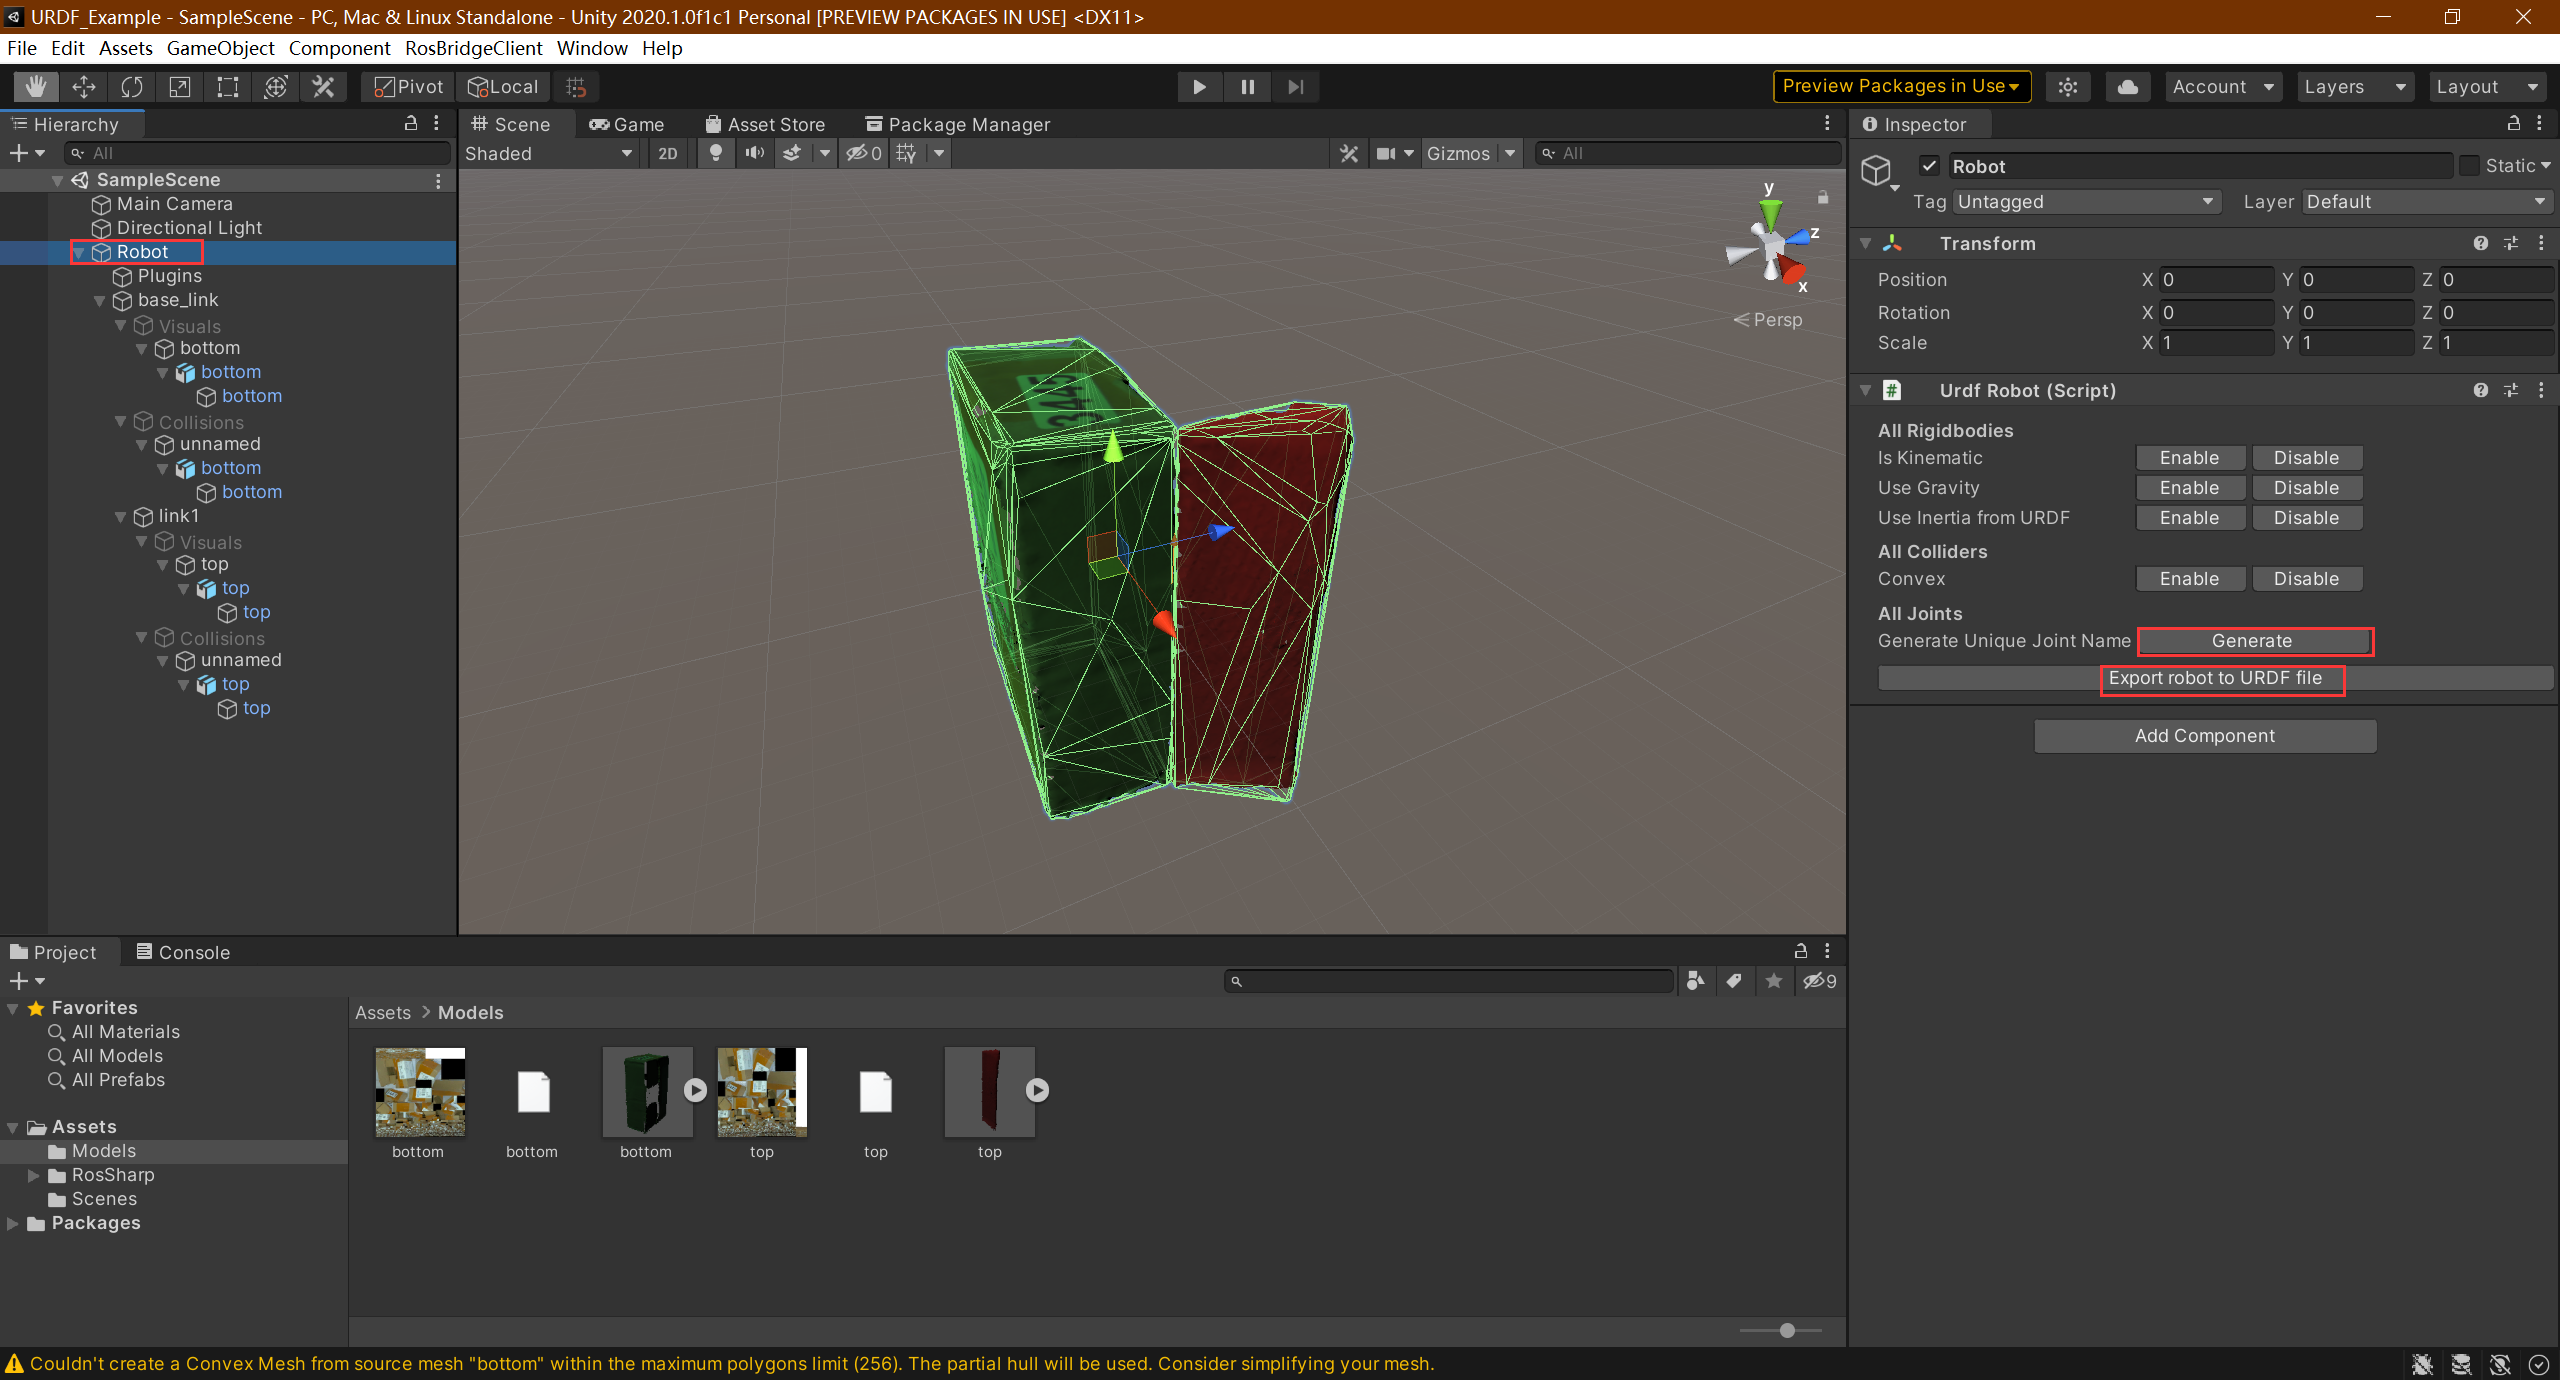 URDF_Example - SampleScene - PC, Mac & Linux Standalone - Unity 2020.1.0f1c1 Personal [PREVIEW PACKAGES IN USE] <DX11>
File Edit Assets GameObject Component RosBridgeClient Window Help
Pivot Local Preview Packages in Use Account Layers Layout
Hierarchy
All
SampleScene
Main Camera
Directional Light
Robot
Plugins
base_link
Visuals
bottom
bottom
bottom
Collisions
unnamed
bottom
bottom
link1
Visuals
top
top
top
Collisions
unnamed
top
top
Scene Game Asset Store Package Manager
Shaded 2D 0 Gizmos All
y
z
x
Persp
Inspector
Robot Static
Tag Untagged Layer Default
Transform
Position X 0 Y 0 Z 0
Rotation X 0 Y 0 Z 0
Scale X 1 Y 1 Z 1
# Urdf Robot (Script)
All Rigidbodies
Is Kinematic Enable Disable
Use Gravity Enable Disable
Use Inertia from URDF Enable Disable
All Colliders
Convex Enable Disable
All Joints
Generate Unique Joint Name Generate
Export robot to URDF file
Add Component
Project Console
9
Favorites
All Materials
All Models
All Prefabs
Assets
Models
RosSharp
Scenes
Packages
Assets > Models
bottom bottom bottom top top top
Couldn't create a Convex Mesh from source mesh "bottom" within the maximum polygons limit (256). The partial hull will be used. Consider simplifying your mesh.